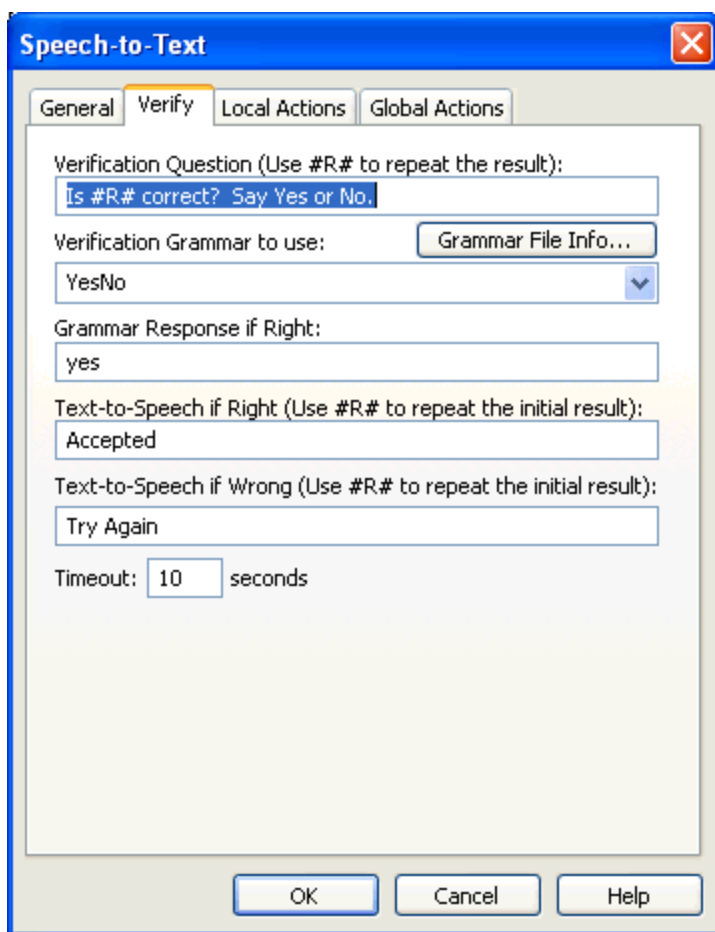 Speech-to-Text
General Verify Local Actions Global Actions
Verification Question (Use #R# to repeat the result):
Is #R# correct?  Say Yes or No.
Verification Grammar to use: Grammar File Info...
YesNo
Grammar Response if Right:
yes
Text-to-Speech if Right (Use #R# to repeat the initial result):
Accepted
Text-to-Speech if Wrong (Use #R# to repeat the initial result):
Try Again
Timeout: 10 seconds
OK Cancel Help